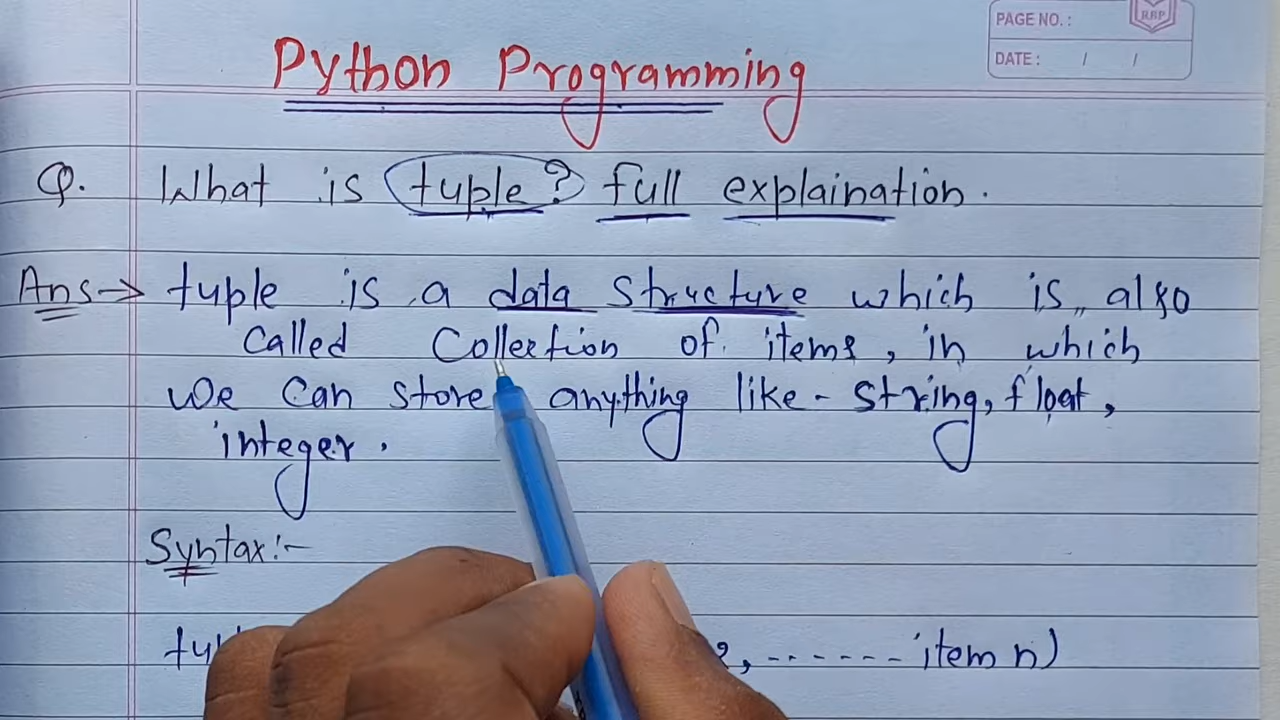 PAGE NO. :
RBP
DATE : / /
Python Programming
Q. What is tuple? full explaination.
Ans→ tuple is a data structure which is also
called Collection of items, in which
We can store anything like - string, float,
integer.
Syntax:-
, ------ item n)